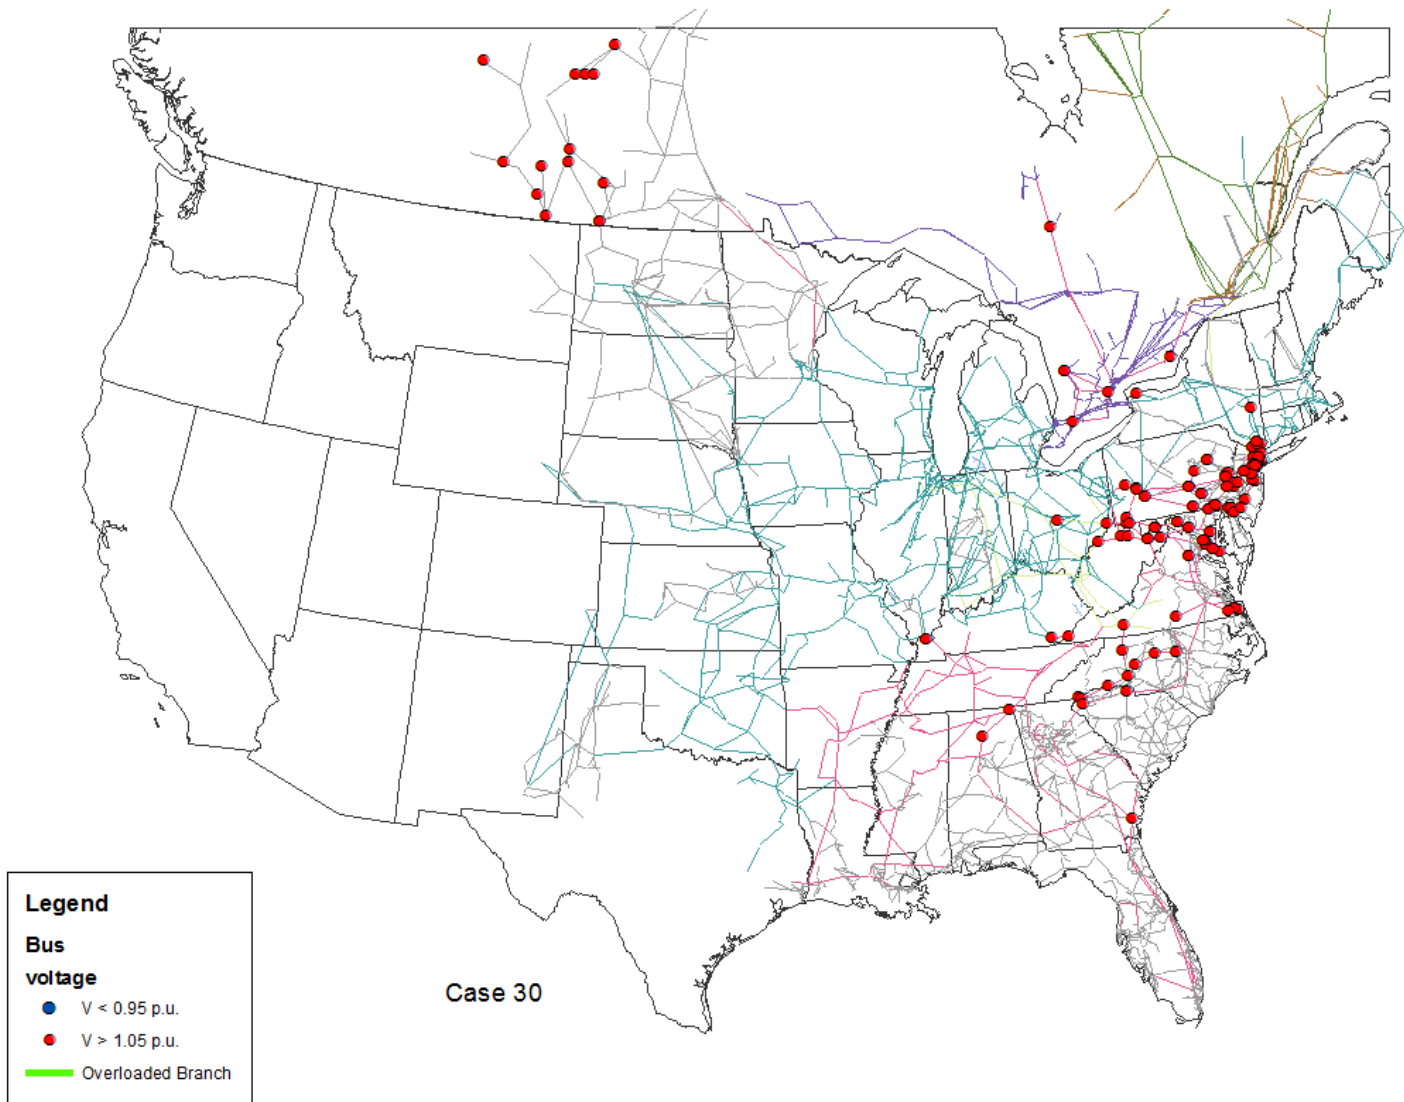 Legend
Bus
voltage
V < 0.95 p.u.
V > 1.05 p.u.
Overloaded Branch
Case 30